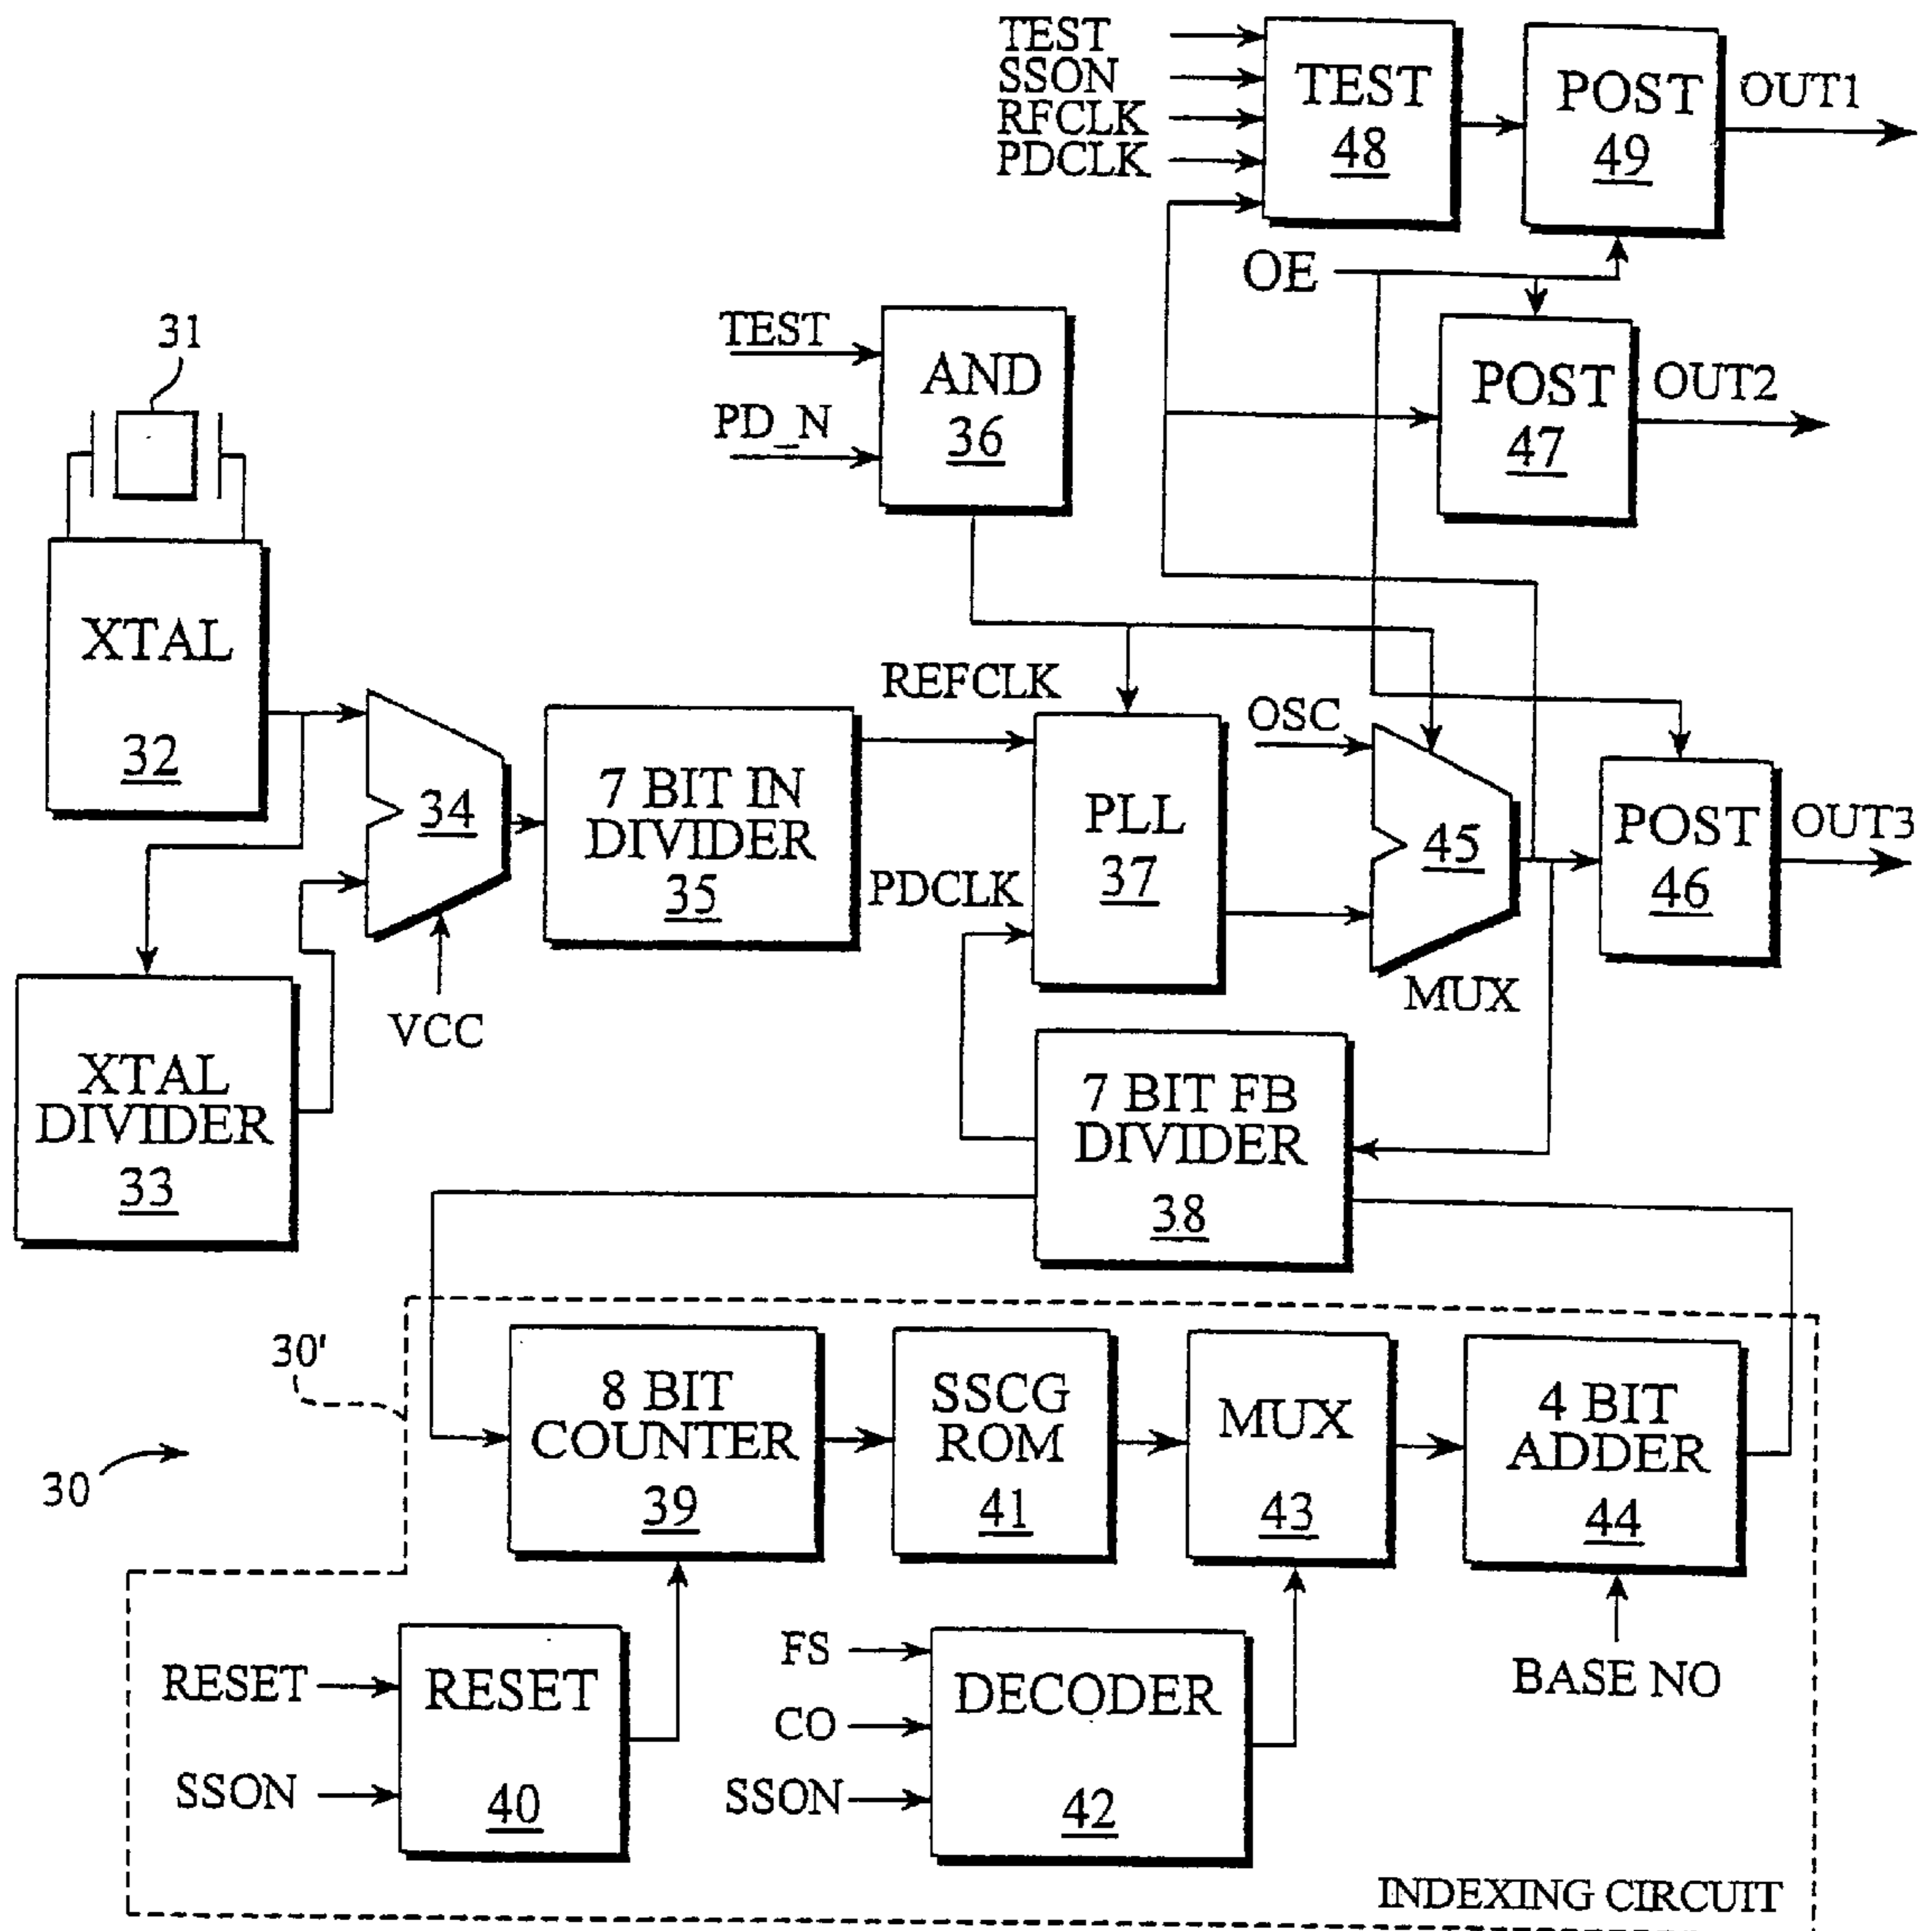 TEST
SSON
RFCLK
PDCLK
TEST
48
POST
49
OUT1
OE
31
TEST
PD_N
AND
36
POST
47
OUT2
XTAL
32
34
7 BIT IN
DIVIDER
35
REFCLK
PDCLK
PLL
37
OSC
45
MUX
POST
46
OUT3
VCC
XTAL
DIVIDER
33
7 BIT FB
DIVIDER
38
30'
30
8 BIT
COUNTER
39
SSCG
ROM
41
MUX
43
4 BIT
ADDER
44
RESET
SSON
RESET
40
FS
CO
SSON
DECODER
42
BASE NO
INDEXING CIRCUIT